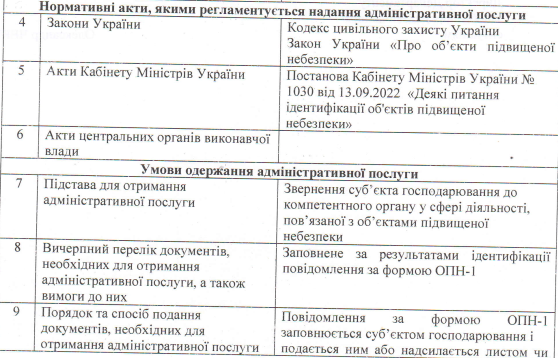 Нормативні акти, якими регламентується надання адміністративної послуги
4
Закони України
Кодекс цивільного захисту України
Закон України «Про об’єкти підвищеної
небезпеки»
5
Акти Кабінету Міністрів України
Постанова Кабінету Міністрів України №
1030 від 13.09.2022 «Деякі питання
ідентифікації об'єктів підвищеної
небезпеки»
6
Акти центральних органів виконавчої
влади
Умови одержання адміністративної послуги
7
Підстава для отримання
адміністративної послуги
Звернення суб’єкта господарювання до
компетентного органу у сфері діяльності,
пов’язаної з об’єктами підвищеної
небезпеки
8
Вичерпний перелік документів,
необхідних для отримання
адміністративної послуги, а також
вимоги до них
Заповнене за результатами ідентифікації
повідомлення за формою ОПН-1
9
Порядок та спосіб подання
документів, необхідних для
отримання адміністративної послуги
Повідомлення за формою ОПН-1
заповнюється суб’єктом господарювання і
подається ним або надсилається листом чи